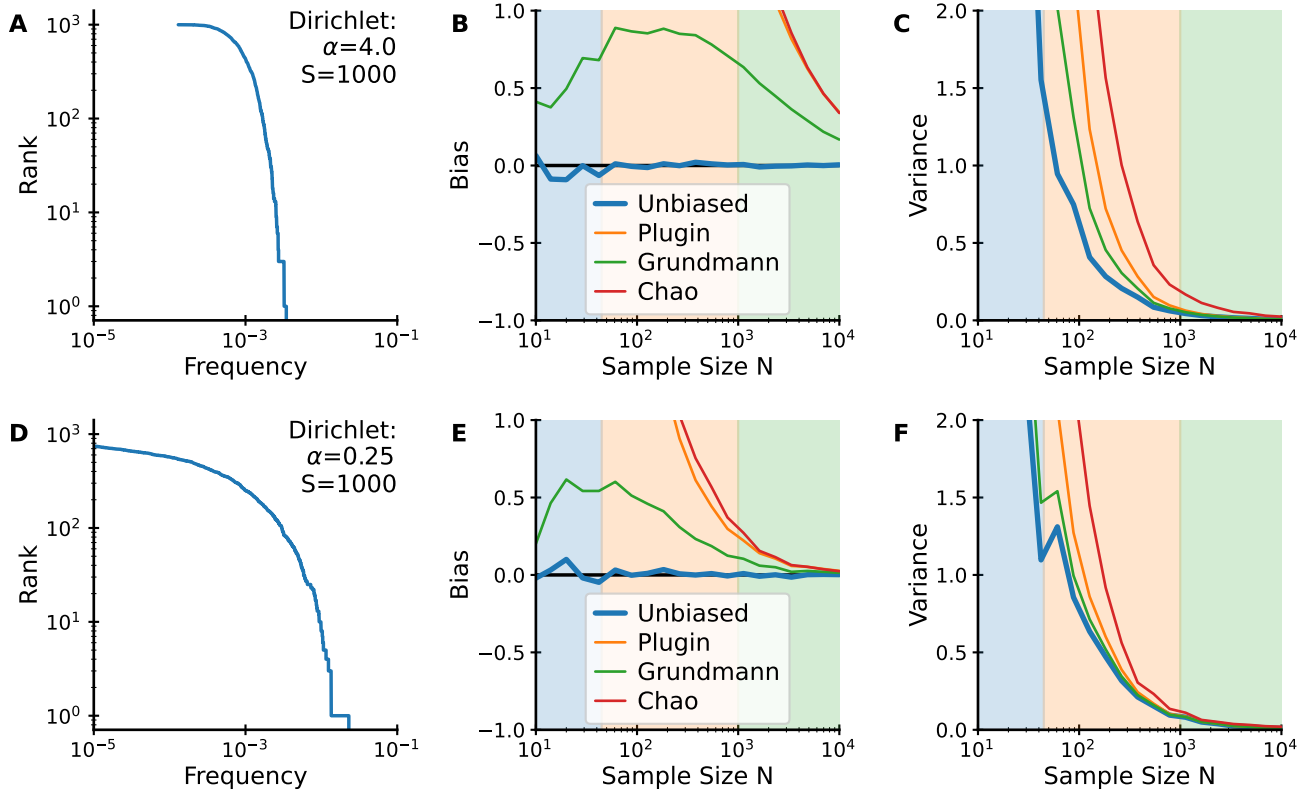 A
Dirichlet:
α=4.0
S=1000
10³
10²
10¹
10⁰
Rank
10⁻⁵
10⁻³
10⁻¹
Frequency
B
1.0
0.5
0.0
−0.5
−1.0
Bias
Unbiased
Plugin
Grundmann
Chao
10¹
10²
10³
10⁴
Sample Size N
C
2.0
1.5
1.0
0.5
0.0
Variance
10¹
10²
10³
10⁴
Sample Size N
D
Dirichlet:
α=0.25
S=1000
10³
10²
10¹
10⁰
Rank
10⁻⁵
10⁻³
10⁻¹
Frequency
E
1.0
0.5
0.0
−0.5
−1.0
Bias
Unbiased
Plugin
Grundmann
Chao
10¹
10²
10³
10⁴
Sample Size N
F
2.0
1.5
1.0
0.5
0.0
Variance
10¹
10²
10³
10⁴
Sample Size N